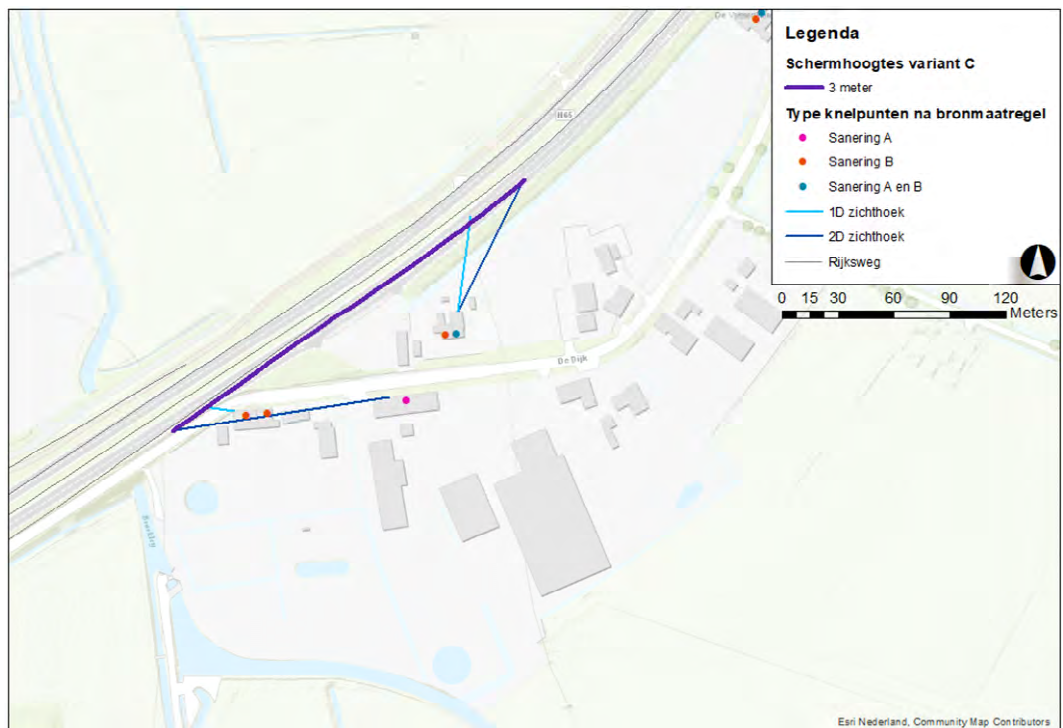 Legenda
Schermhoogtes variant C
3 meter
Type knelpunten na bronmaatregel
Sanering A
Sanering B
Sanering A en B
1D zichthoek
2D zichthoek
Rijksweg
0 15 30 60 90 120
Meters
De Dijk
Esri Nederland, Community Map Contributors